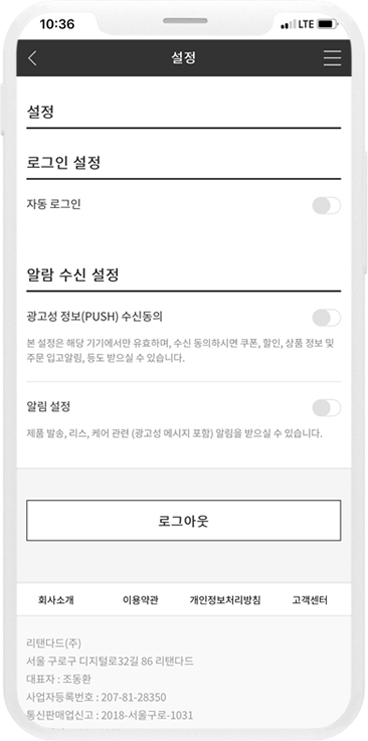 10:36
LTE
설정
설정
로그인 설정
자동 로그인
알람 수신 설정
광고성 정보(PUSH) 수신동의
본 설정은 해당 기기에서만 유효하며, 수신 동의하시면 쿠폰, 할인, 상품 정보 및
주문 입고알림, 등도 받으실 수 있습니다.
알림 설정
제품 발송, 리스, 케어 관련 (광고성 메시지 포함) 알림을 받으실 수 있습니다.
로그아웃
회사소개 이용약관 개인정보처리방침 고객센터
리탠다드(주)
서울 구로구 디지털로32길 86 리탠다드
대표자 : 조동환
사업자등록번호 : 207-81-28350
통신판매업신고 : 2018-서울구로-1031